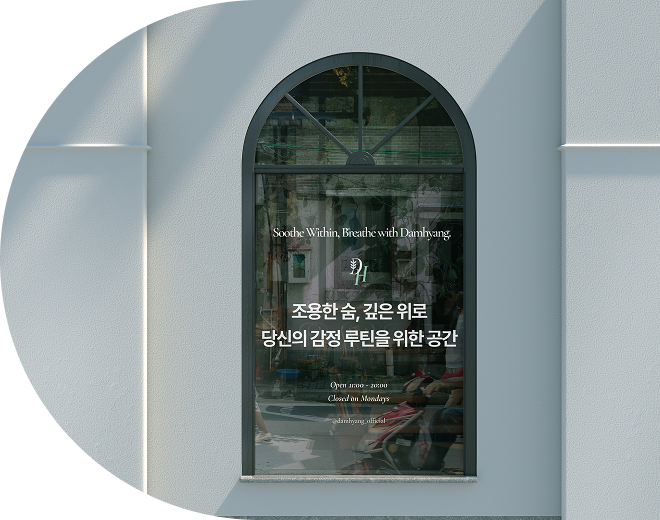 Soothe Within, Breathe with Damhyang.
H
조용한 숨, 깊은 위로
당신의 감정 루틴을 위한 공간
Open 11:00 - 20:00
Closed on Mondays
@damhyang_official